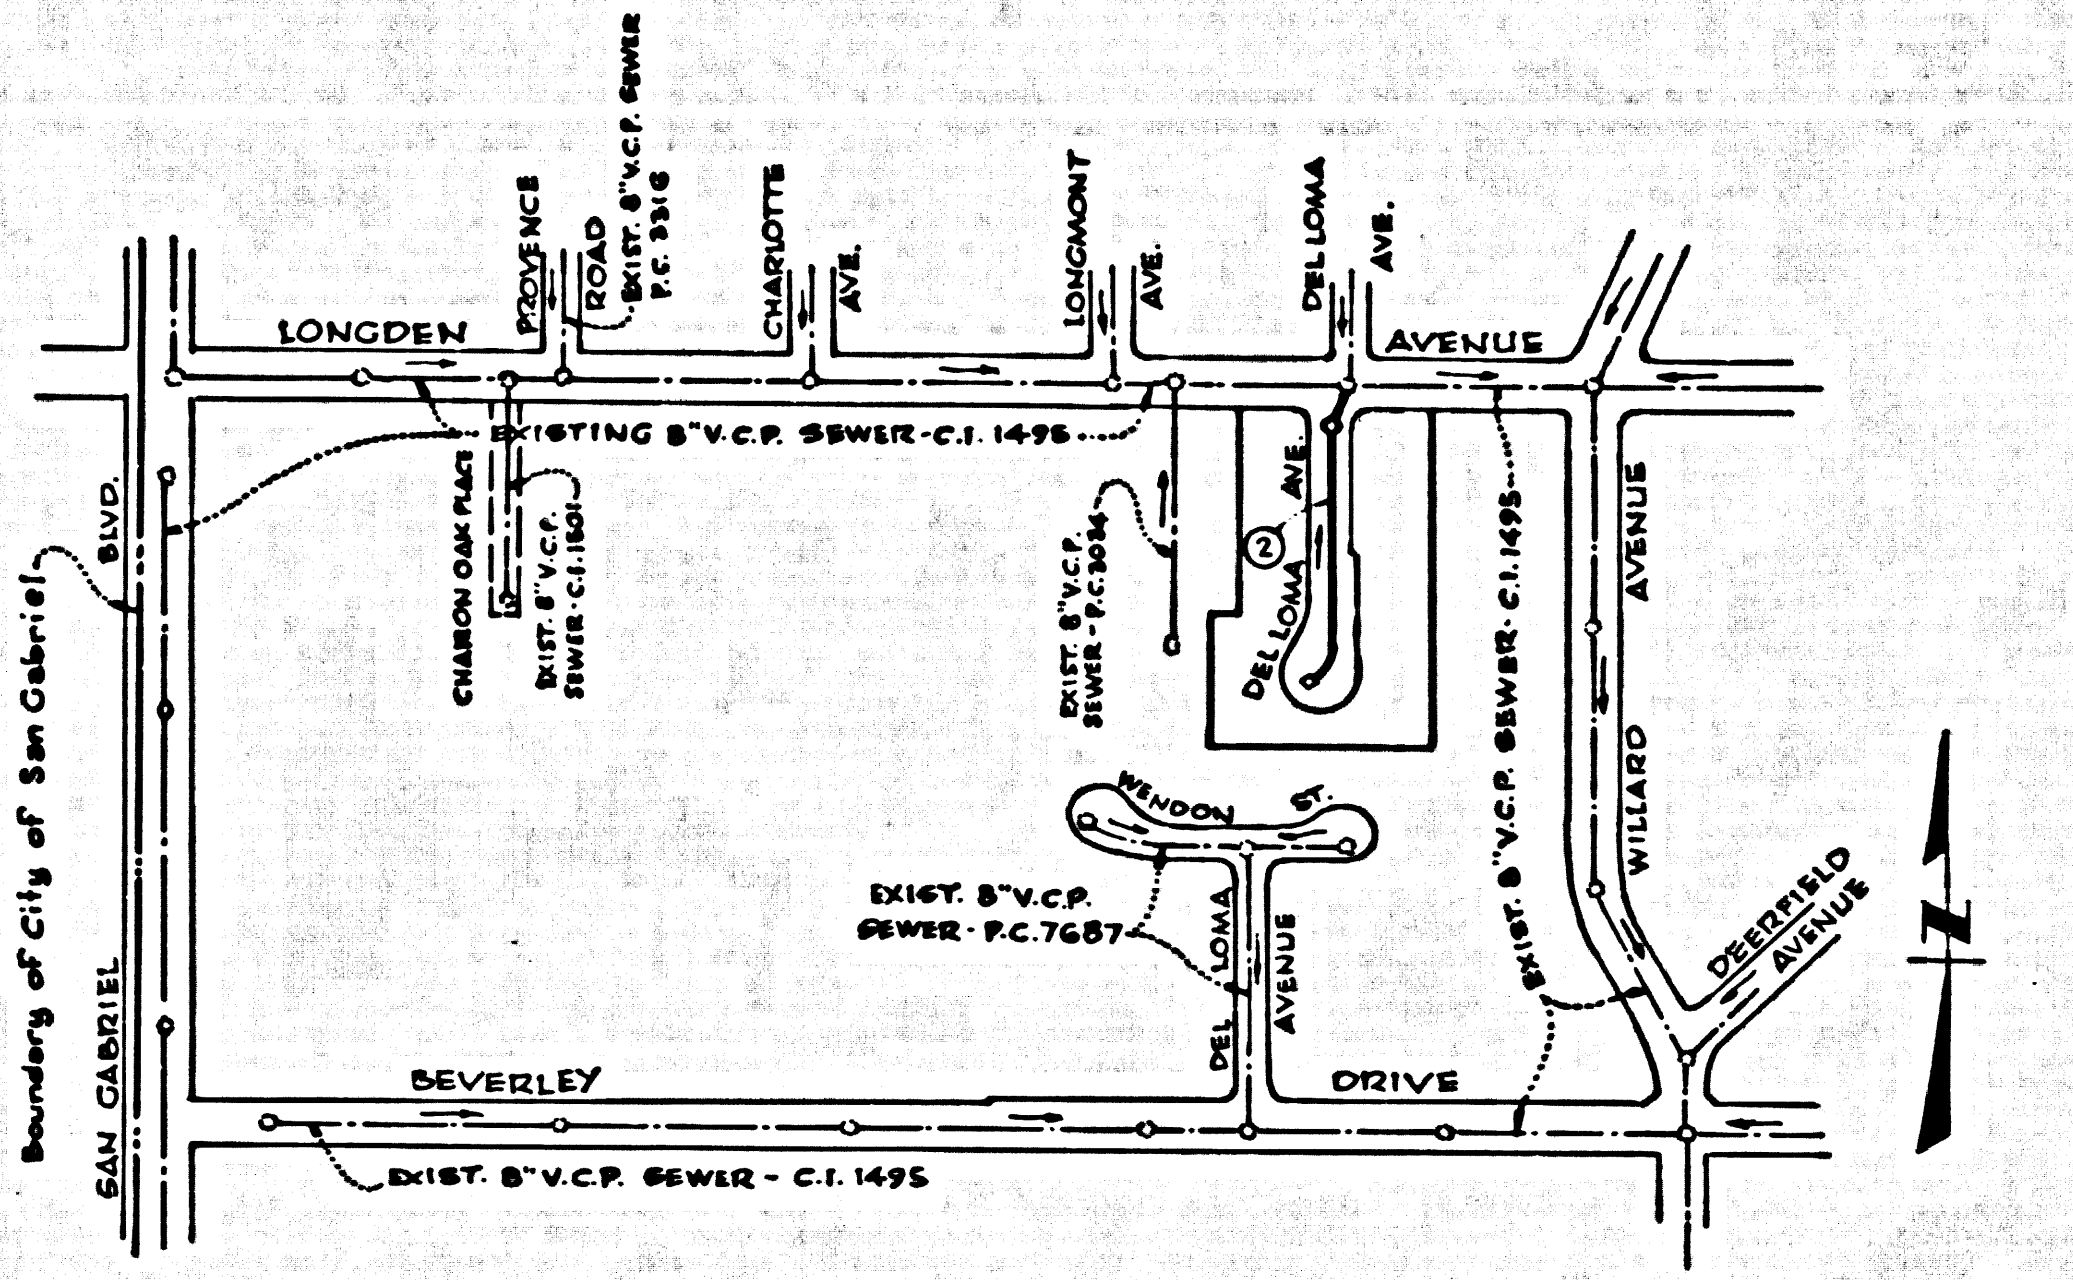 PROVENCE
ROAD
EXIST. 8" V.C.P. SEWER
P.C. 3316
CHARLOTTE
AVE.
LONGMONT
AVE.
DEL LOMA
AVE.
LONGDEN
AVENUE
EXISTING 8" V.C.P. SEWER-C.I. 1495
BLVD.
SAN GABRIEL
Boundary of City of San Gabriel
CHARON OAK PLACE
EXIST. 8" V.C.P.
SEWER-C.I. 1501
EXIST. 8" V.C.P.
SEWER-P.C. 3084
AVE.
2
DEL LOMA
EXIST. 8" V.C.P. SEWER-C.I. 1495
AVENUE
WILLARD
WENDON ST.
EXIST. 8" V.C.P.
SEWER-P.C. 7687
DEL LOMA
AVENUE
DEERFIELD
AVENUE
N
BEVERLEY
DRIVE
EXIST. 8" V.C.P. SEWER - C.I. 1495